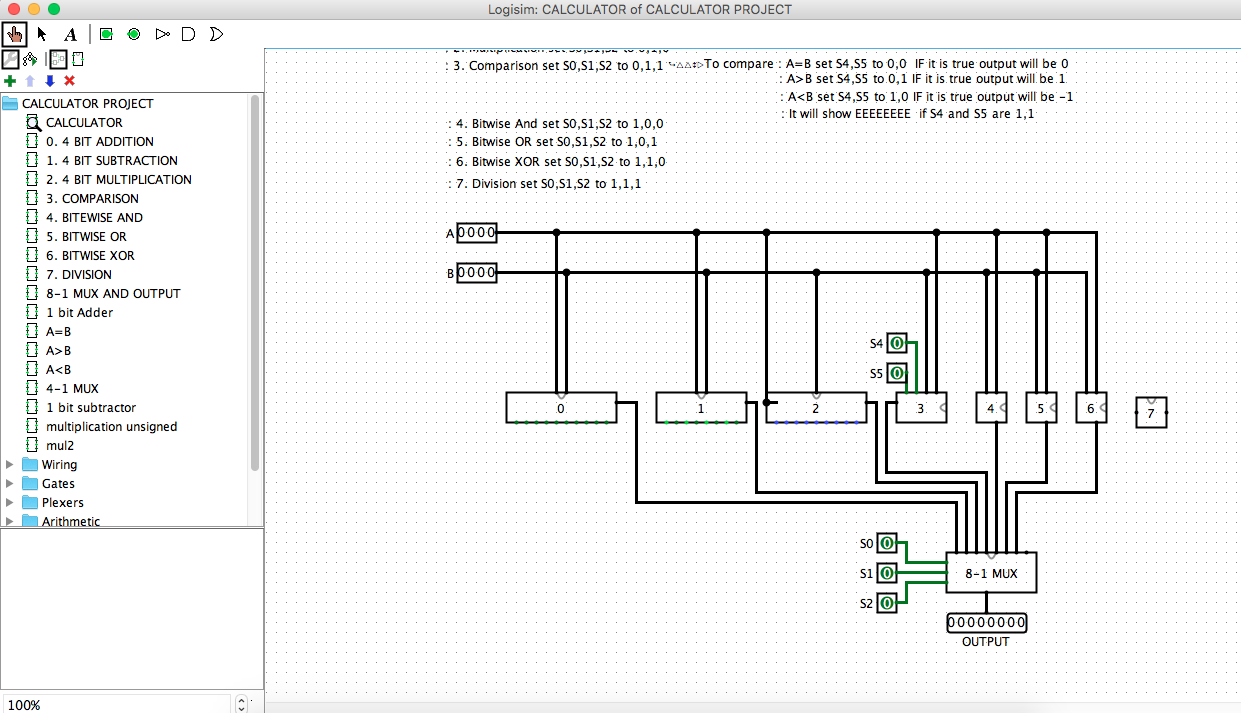 Logisim: CALCULATOR of CALCULATOR PROJECT
A
CALCULATOR PROJECT
CALCULATOR
0. 4 BIT ADDITION
1. 4 BIT SUBTRACTION
2. 4 BIT MULTIPLICATION
3. COMPARISON
4. BITEWISE AND
5. BITWISE OR
6. BITWISE XOR
7. DIVISION
8-1 MUX AND OUTPUT
1 bit Adder
A=B
A>B
A<B
4-1 MUX
1 bit subtractor
multiplication unsigned
mul2
Wiring
Gates
Plexers
Arithmetic
100%
: 2. Multiplication set S0,S1,S2 to 0,1,0
: 3. Comparison set S0,S1,S2 to 0,1,1
To compare : A=B set S4,S5 to 0,0 IF it is true output will be 0
: A>B set S4,S5 to 0,1 IF it is true output will be 1
: A<B set S4,S5 to 1,0 IF it is true output will be -1
: It will show EEEEEEEE if S4 and S5 are 1,1
: 4. Bitwise And set S0,S1,S2 to 1,0,0
: 5. Bitwise OR set S0,S1,S2 to 1,0,1
: 6. Bitwise XOR set S0,S1,S2 to 1,1,0
: 7. Division set S0,S1,S2 to 1,1,1
A 0000
B 0000
S4 0
S5 0
0 1 2 3 4 5 6 7
S0 0
S1 0
S2 0
8-1 MUX
00000000
OUTPUT